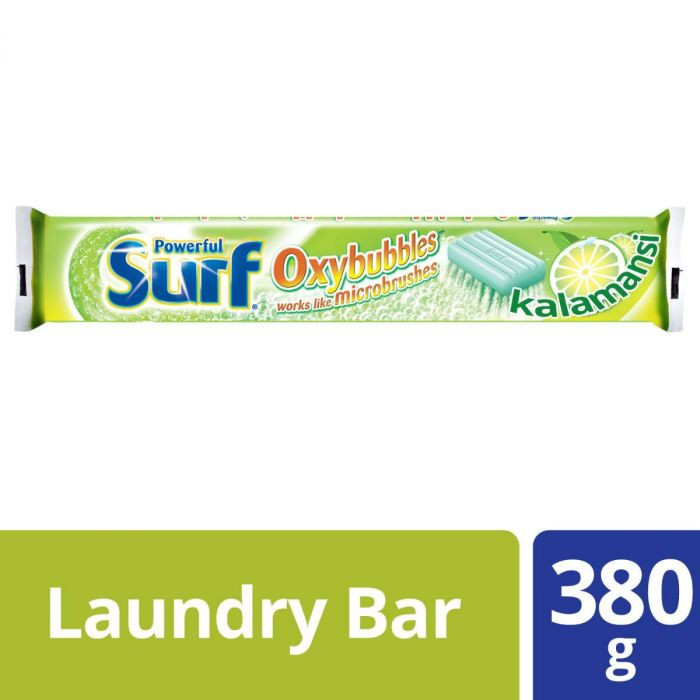 Powerful
Surf
®
Oxybubbles
works like microbrushes
kalamansi
Laundry Bar
380
g